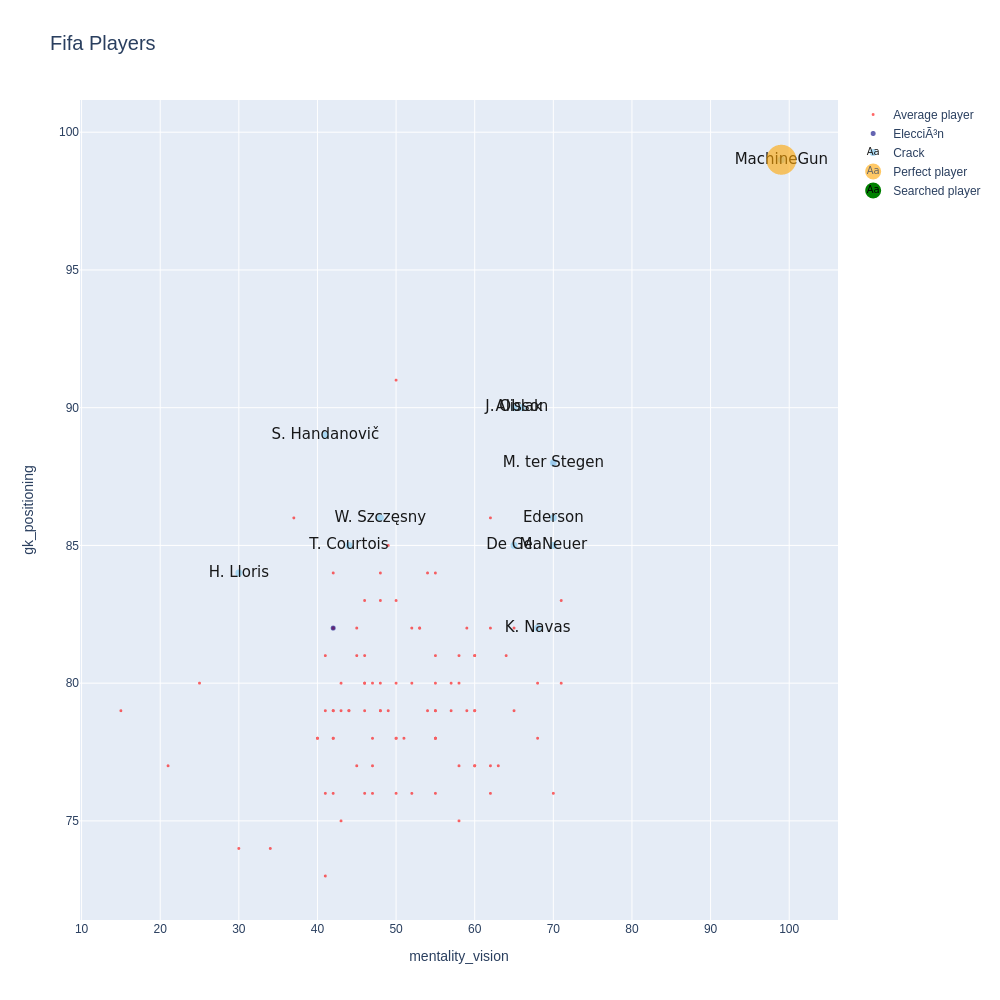 Fifa Players
Average player
ElecciÃ³n
Aa Crack
Aa Perfect player
Aa Searched player
100
95
90
85
80
75
gk_positioning
MachineGun
J. Oblak
Alisson
S. Handanovič
M. ter Stegen
W. Szczęsny
Ederson
T. Courtois
De Gea
M. Neuer
H. Lloris
K. Navas
10 20 30 40 50 60 70 80 90 100
mentality_vision